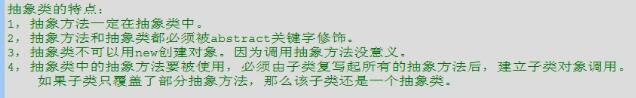 抽象类的特点：
1，抽象方法一定在抽象类中。
2，抽象方法和抽象类都必须被abstract关键字修饰。
3，抽象类不可以用new创建对象。因为调用抽象方法没意义。
4，抽象类中的抽象方法要被使用，必须由子类复写起所有的抽象方法后，建立子类对象调用。
如果子类只覆盖了部分抽象方法，那么该子类还是一个抽象类。